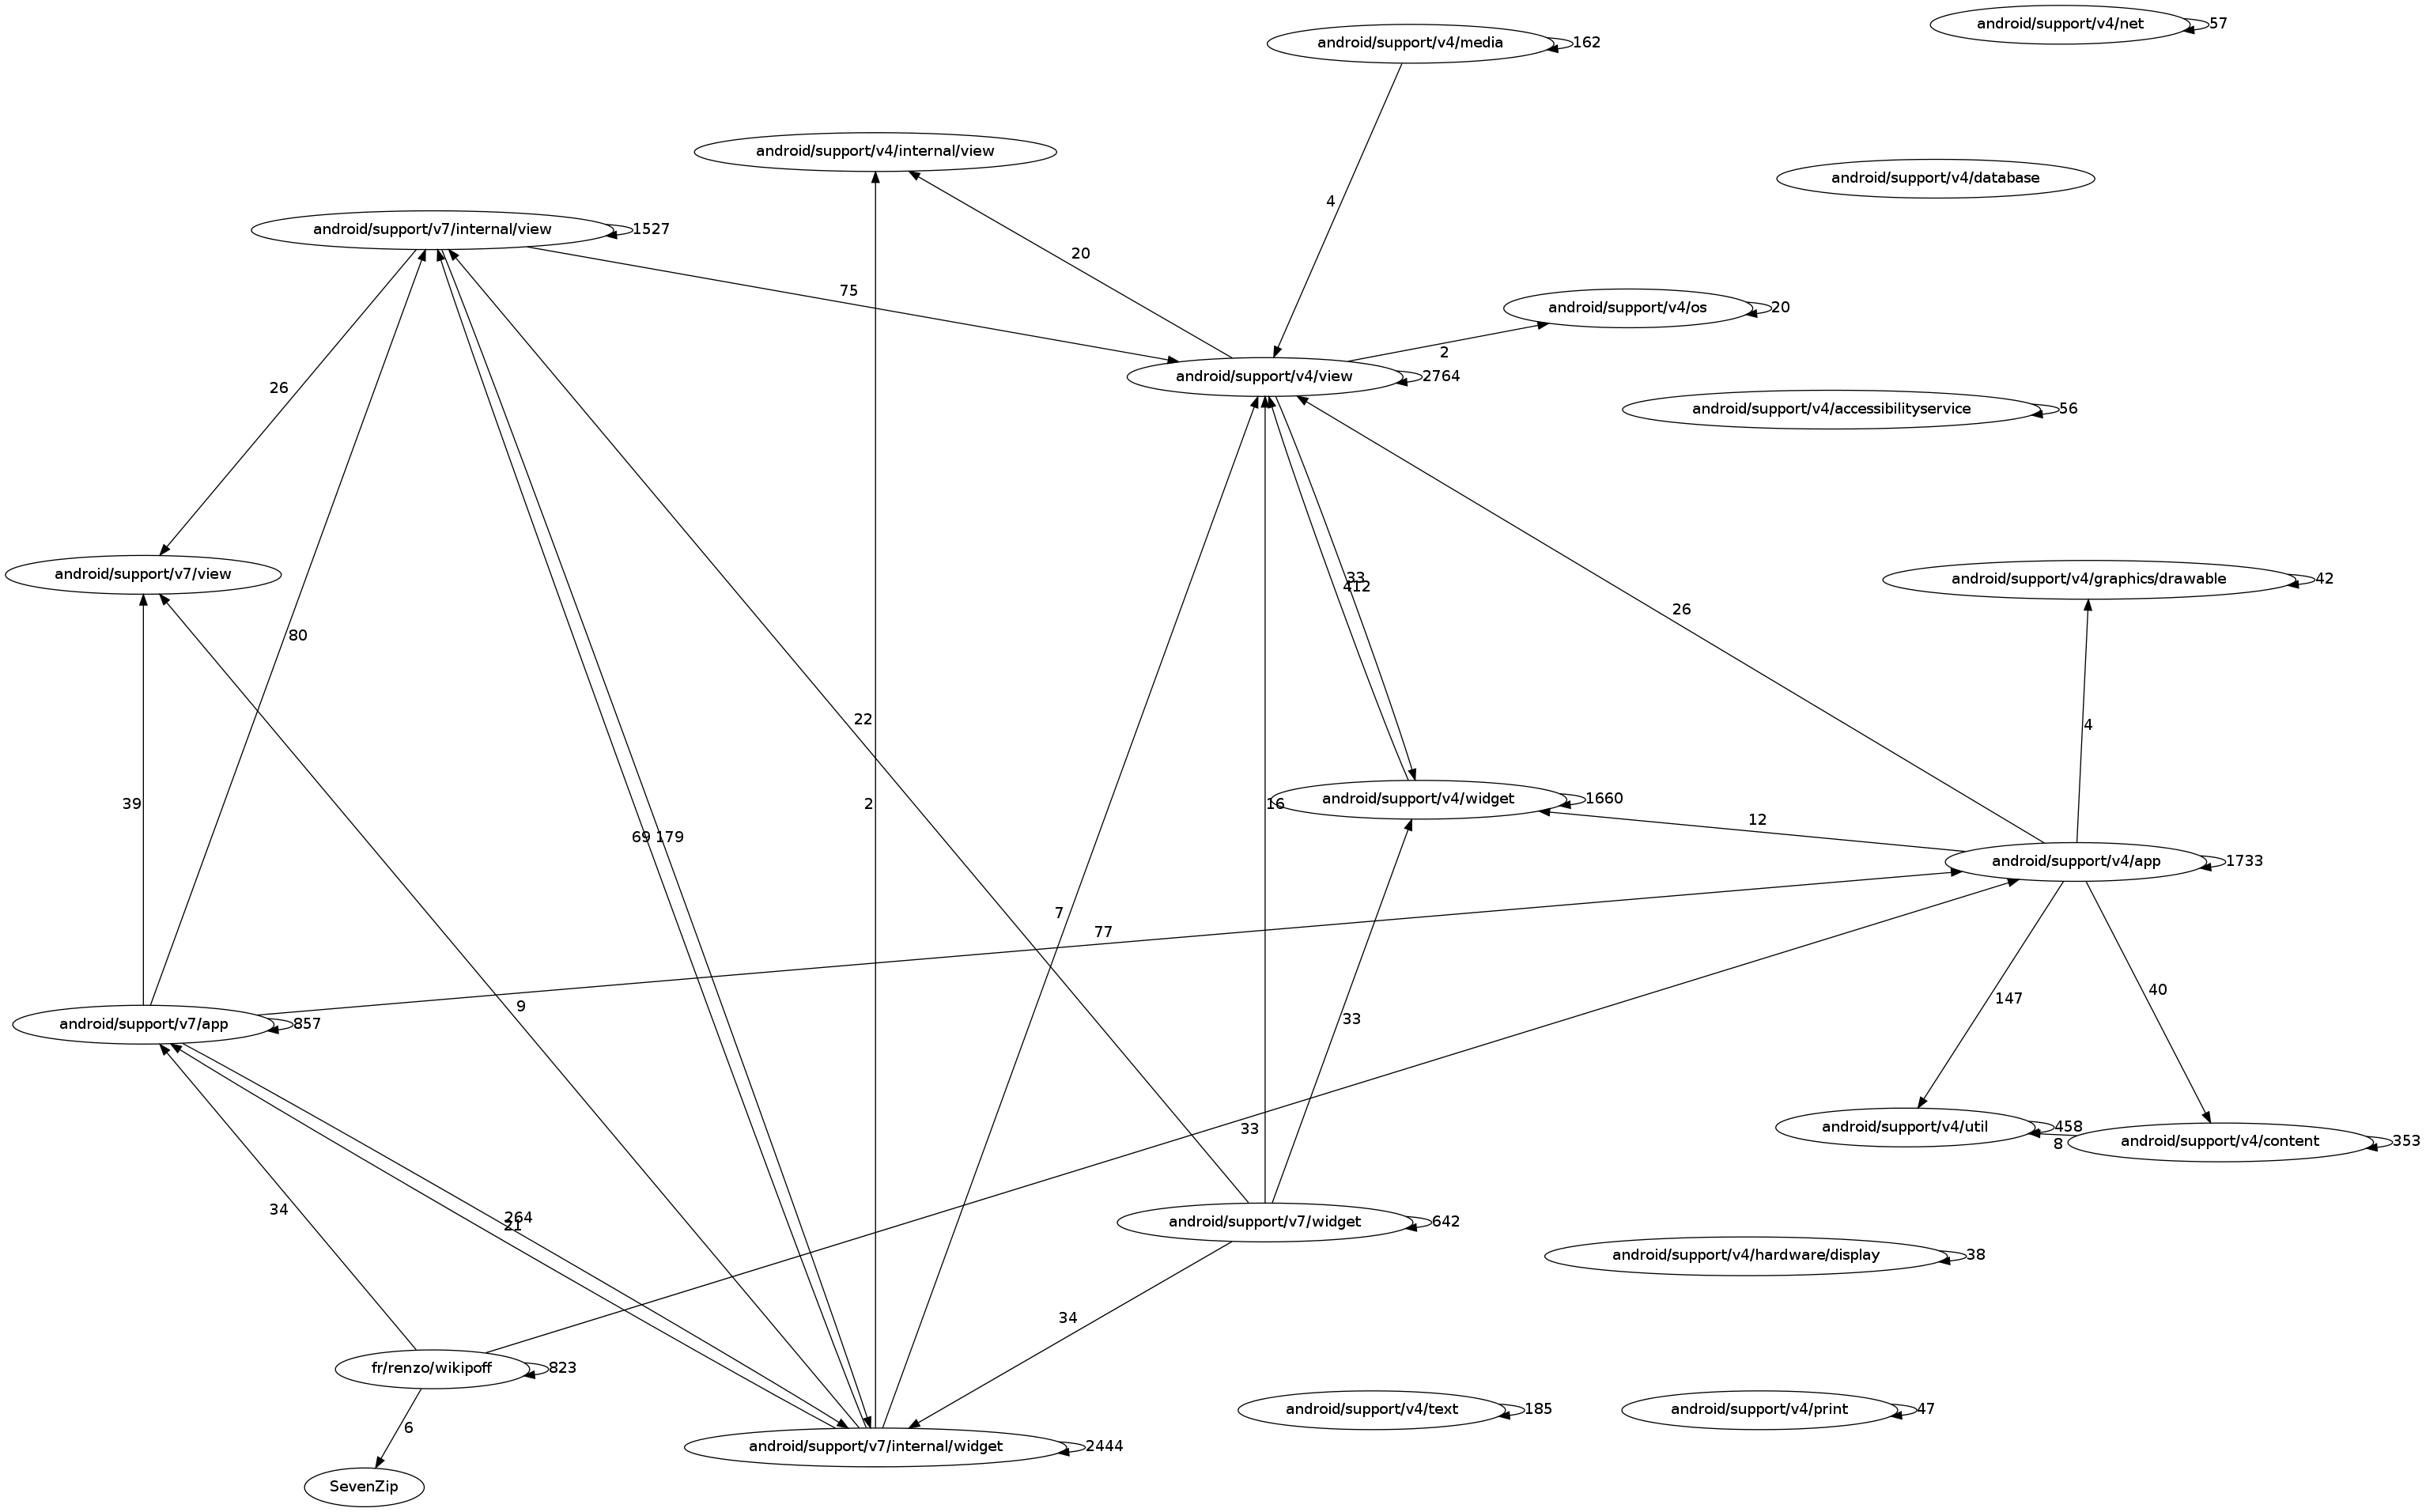 android/support/v4/net
57
android/support/v4/media
162
android/support/v4/internal/view
android/support/v4/database
4
android/support/v7/internal/view
1527
20
75
android/support/v4/os
20
2
android/support/v4/view
2764
26
android/support/v4/accessibilityservice
56
android/support/v7/view
33
412
android/support/v4/graphics/drawable
42
26
80
22
4
39
2
16
android/support/v4/widget
1660
12
69
179
android/support/v4/app
1733
7
77
9
147
40
android/support/v7/app
857
33
33
android/support/v4/util
458
8
android/support/v4/content
353
34
264
21
android/support/v7/widget
642
android/support/v4/hardware/display
38
34
fr/renzo/wikipoff
823
android/support/v4/text
185
android/support/v4/print
47
6
android/support/v7/internal/widget
2444
SevenZip